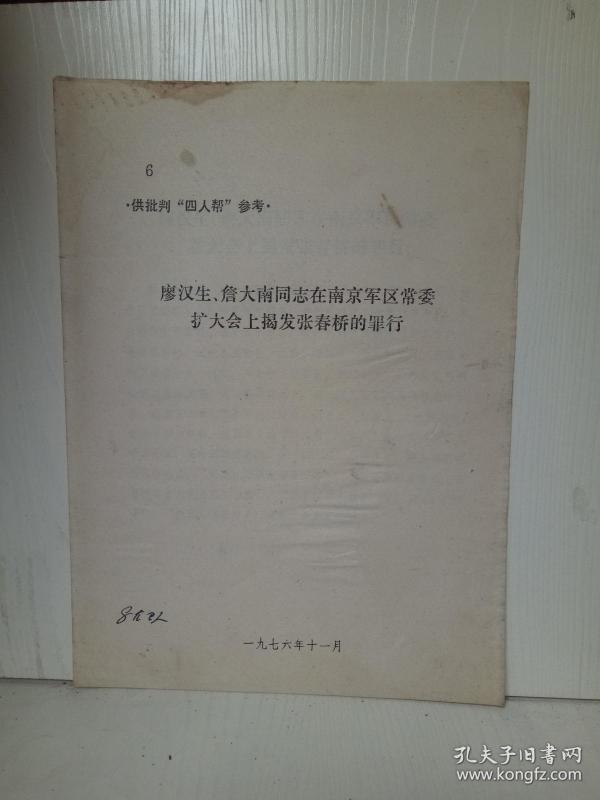 6
·供批判“四人帮”参考·
廖汉生、詹大南同志在南京军区常委
扩大会上揭发张春桥的罪行
一九七六年十一月
孔夫子旧书网
www.kongfz.com